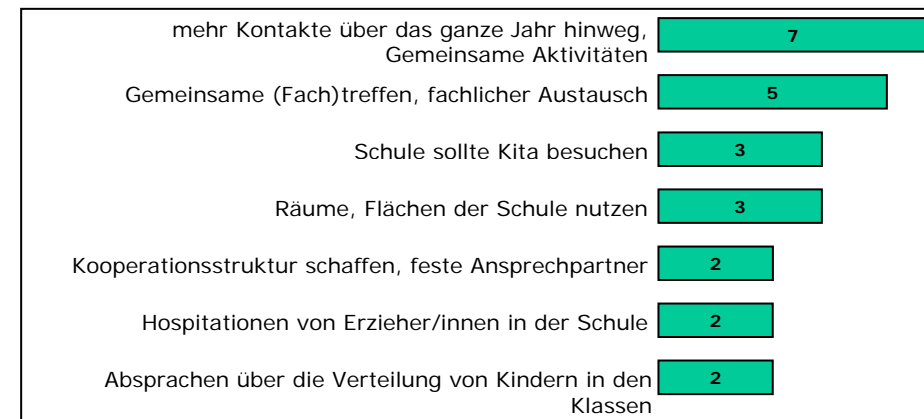 mehr Kontakte über das ganze Jahr hinweg,
Gemeinsame Aktivitäten
7
Gemeinsame (Fach)treffen, fachlicher Austausch
5
Schule sollte Kita besuchen
3
Räume, Flächen der Schule nutzen
3
Kooperationsstruktur schaffen, feste Ansprechpartner
2
Hospitationen von Erzieher/innen in der Schule
2
Absprachen über die Verteilung von Kindern in den
Klassen
2